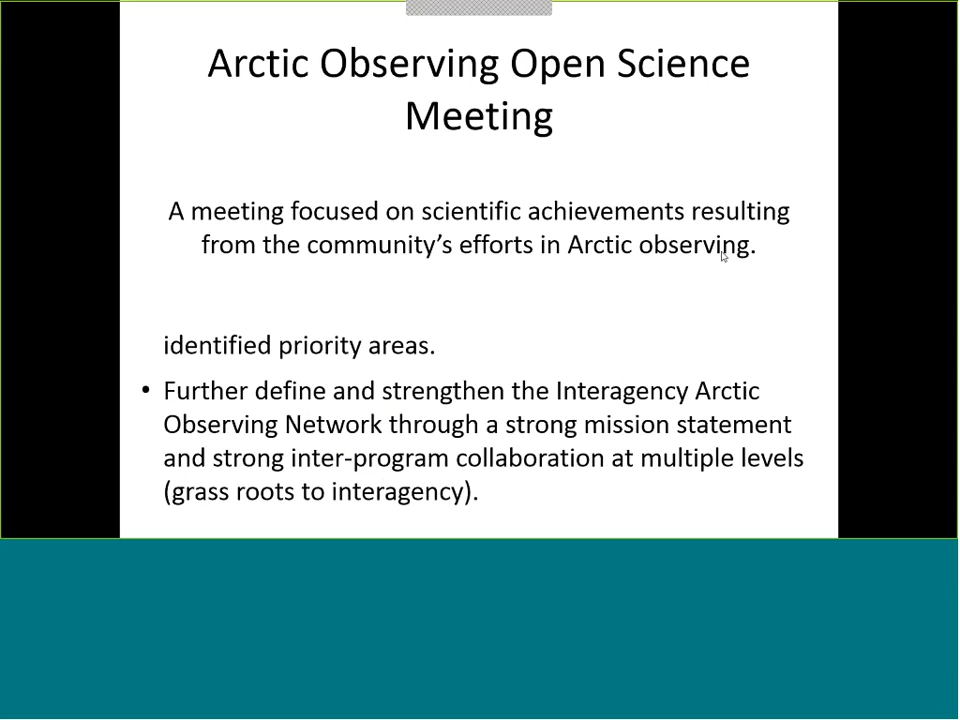 Arctic Observing Open Science
Meeting
A meeting focused on scientific achievements resulting
from the community’s efforts in Arctic observing.
identified priority areas.
• Further define and strengthen the Interagency Arctic
Observing Network through a strong mission statement
and strong inter-program collaboration at multiple levels
(grass roots to interagency).